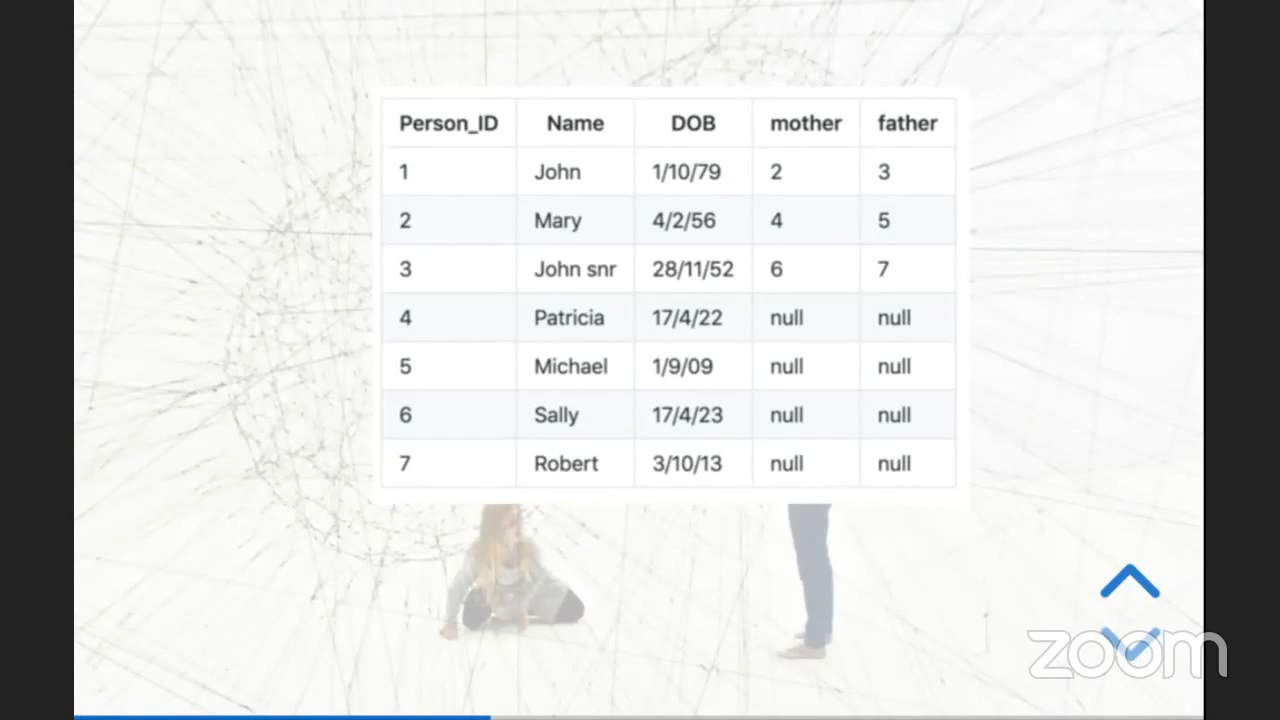 Person_ID Name DOB mother father
1 John 1/10/79 2 3
2 Mary 4/2/56 4 5
3 John snr 28/11/52 6 7
4 Patricia 17/4/22 null null
5 Michael 1/9/09 null null
6 Sally 17/4/23 null null
7 Robert 3/10/13 null null
zoom